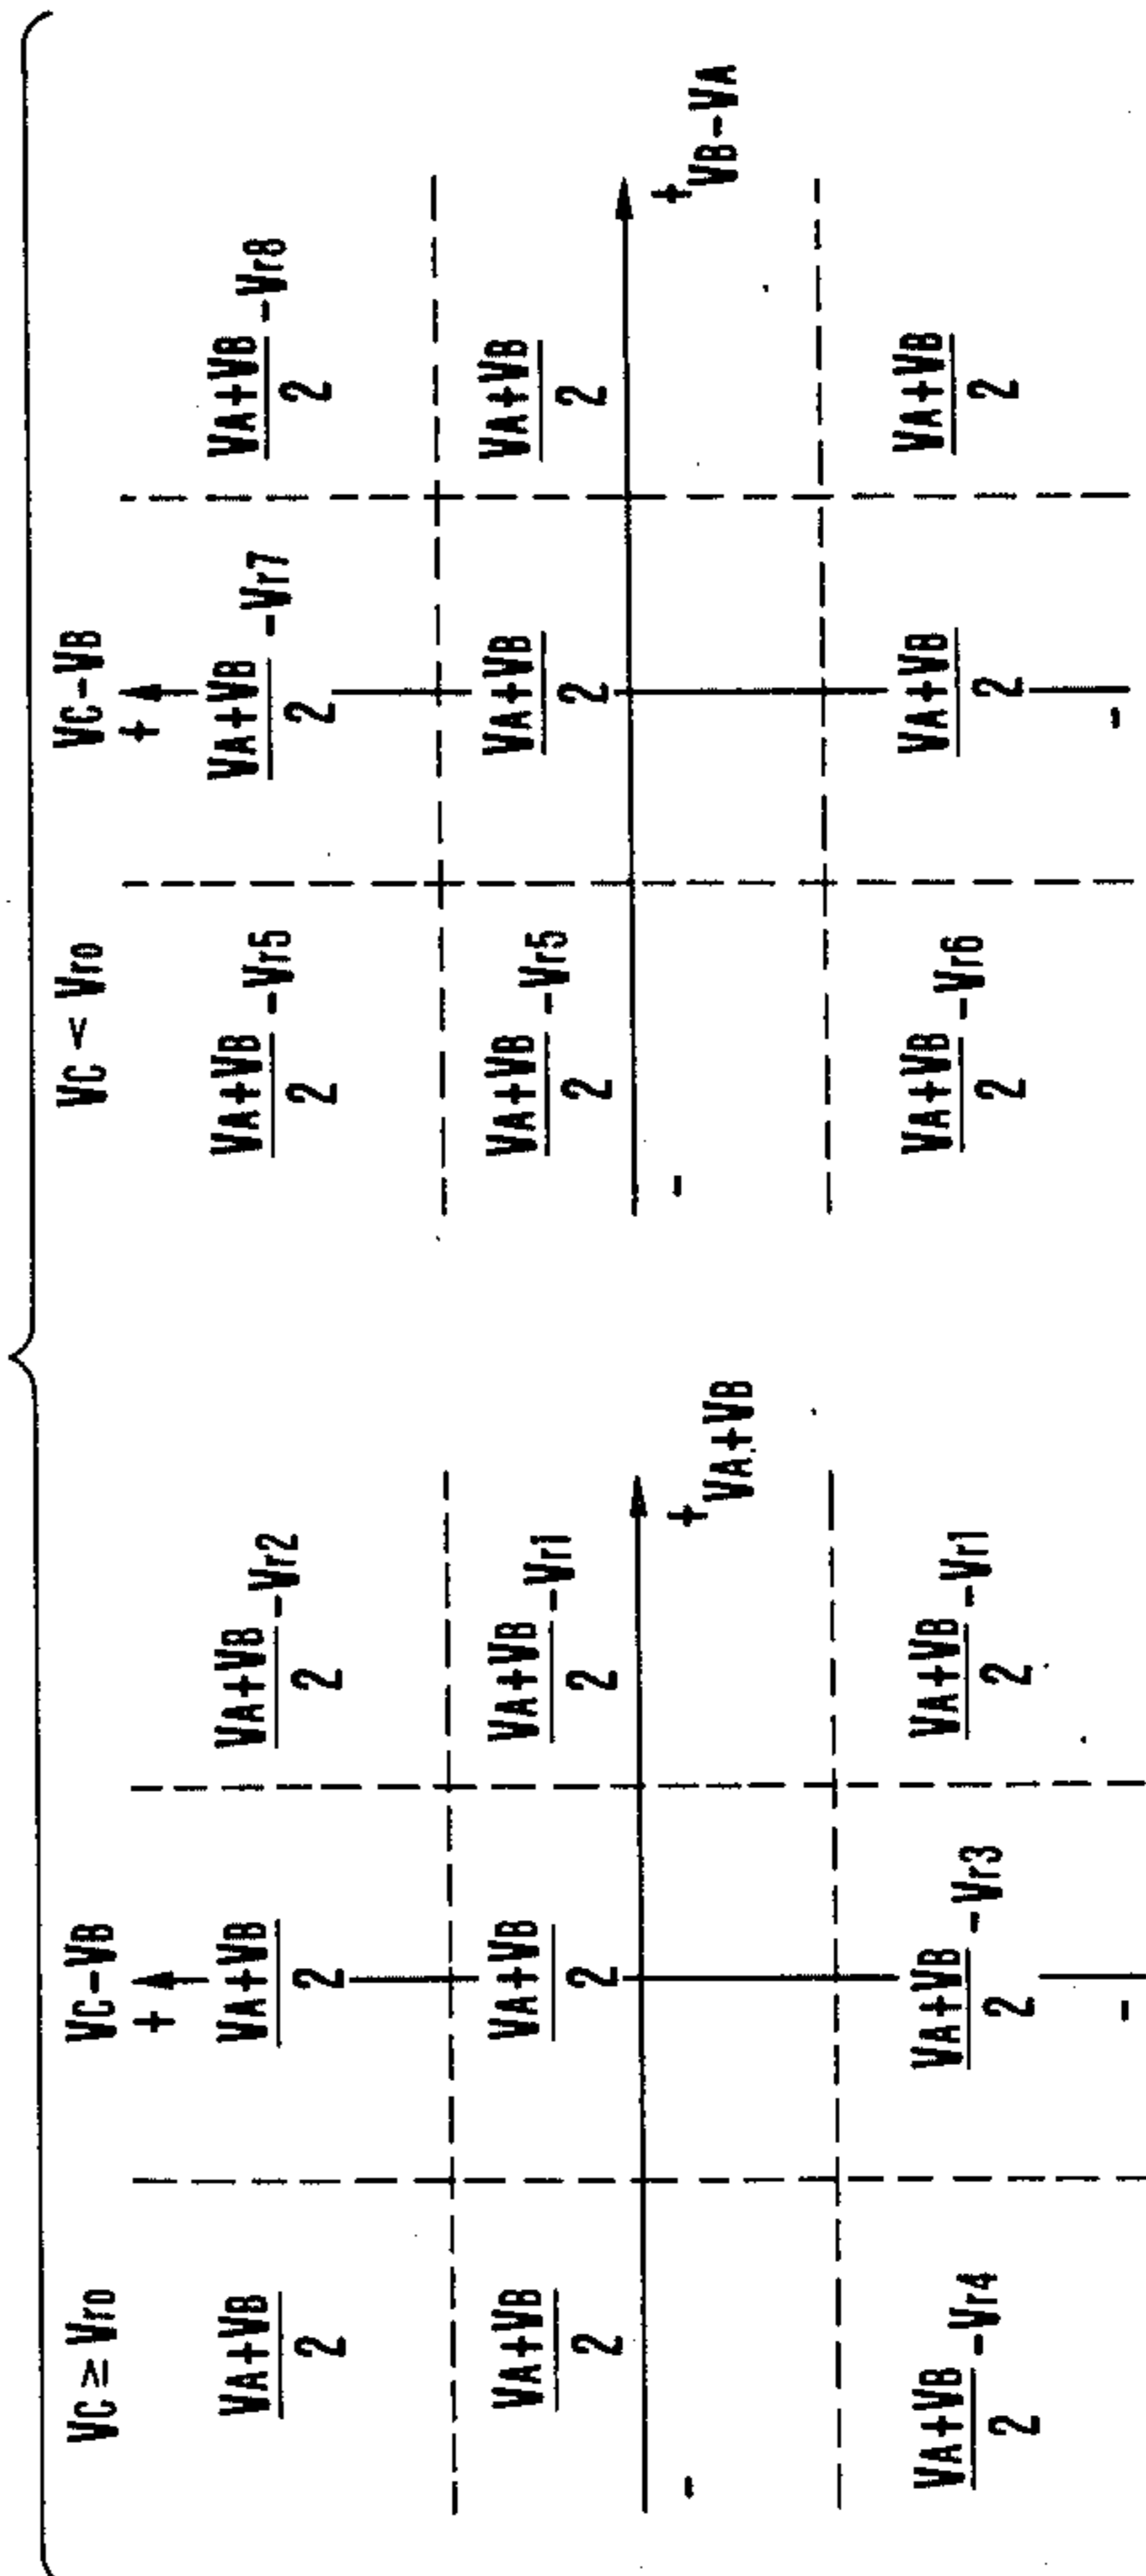 VC ≥ Vro
VC-VB
+
VA+VB/2
VA+VB/2
VA+VB/2 -Vr2
VA+VB/2
VA+VB/2
VA+VB/2 -Vr1
-
+
VA+VB
VA+VB/2 -Vr4
VA+VB/2 -Vr3
VA+VB/2 -Vr1
-
VC < Vro
VC-VB
+
VA+VB/2 -Vr5
VA+VB/2 -Vr7
VA+VB/2 -Vr8
VA+VB/2 -Vr5
VA+VB/2
VA+VB/2
-
+
VB-VA
VA+VB/2 -Vr6
VA+VB/2
VA+VB/2
-